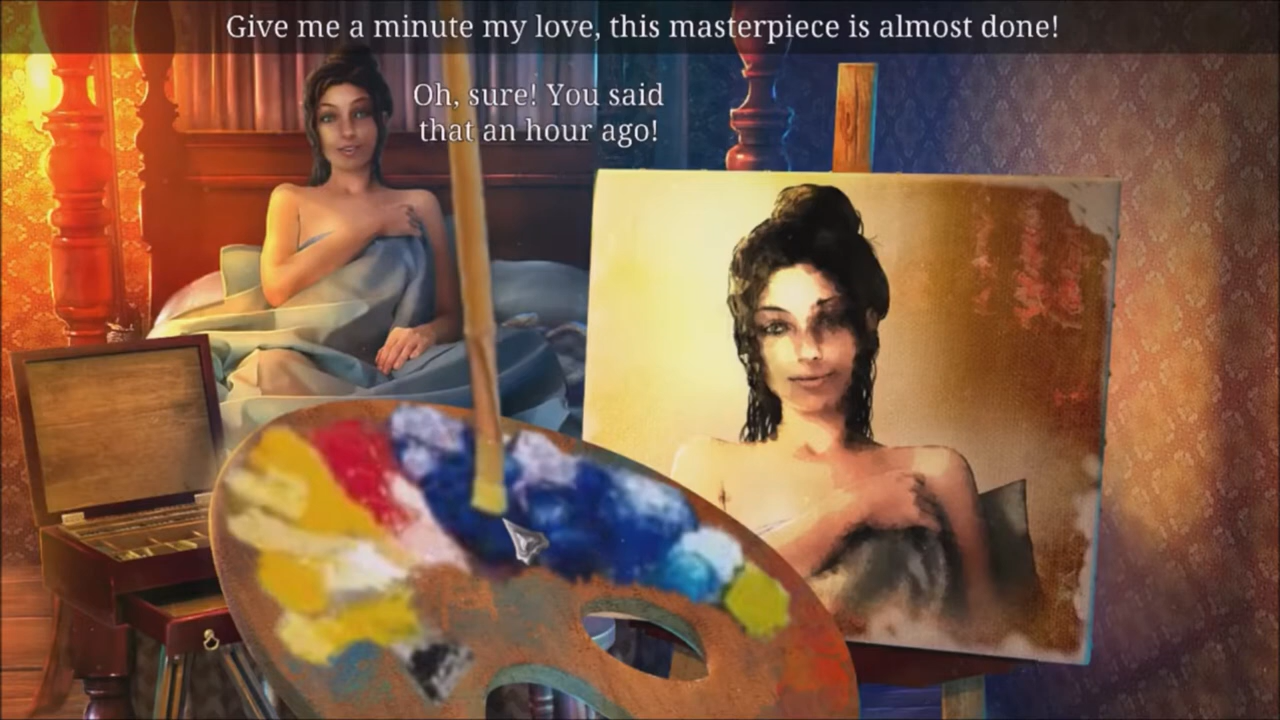 Give me a minute my love, this masterpiece is almost done!
Oh, sure! You said
that an hour ago!